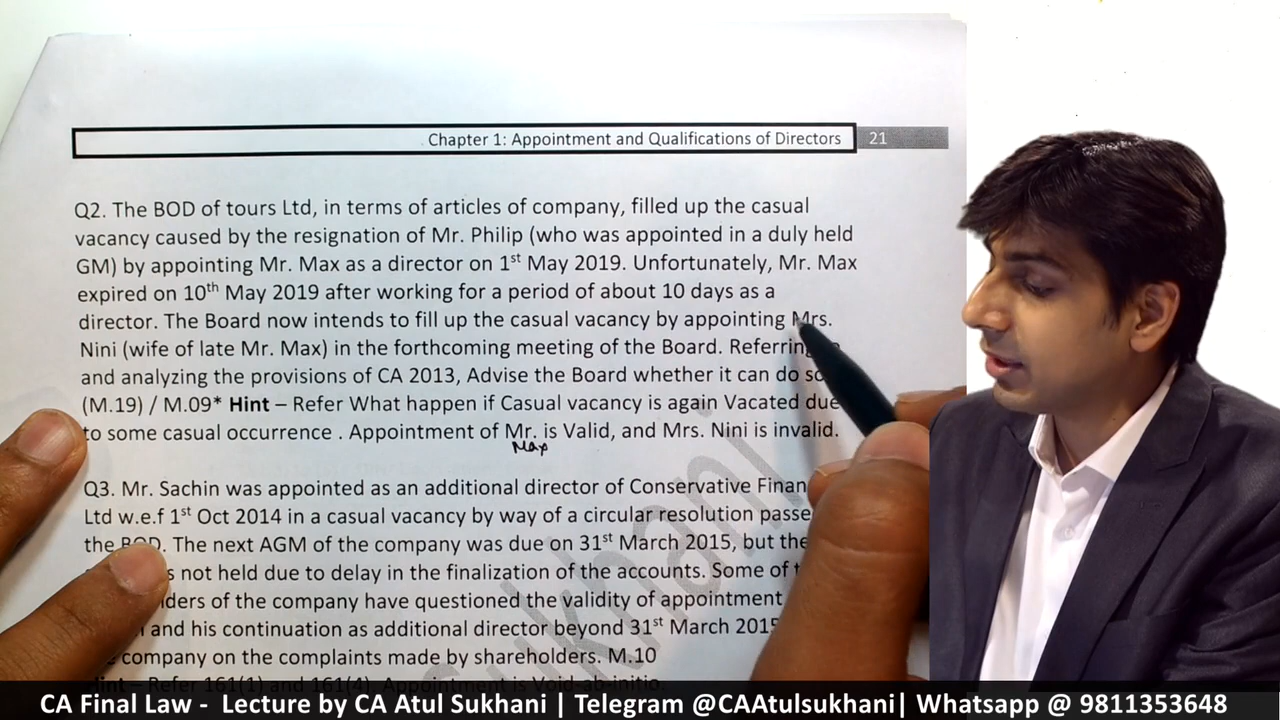 Chapter 1: Appointment and Qualifications of Directors 21
Q2. The BOD of tours Ltd, in terms of articles of company, filled up the casual
vacancy caused by the resignation of Mr. Philip (who was appointed in a duly held
GM) by appointing Mr. Max as a director on 1st May 2019. Unfortunately, Mr. Max
expired on 10th May 2019 after working for a period of about 10 days as a
director. The Board now intends to fill up the casual vacancy by appointing Mrs.
Nini (wife of late Mr. Max) in the forthcoming meeting of the Board. Referring
and analyzing the provisions of CA 2013, Advise the Board whether it can do so
(M.19) / M.09* Hint – Refer What happen if Casual vacancy is again Vacated due
to some casual occurrence . Appointment of Mr. is Valid, and Mrs. Nini is invalid.
Max
Q3. Mr. Sachin was appointed as an additional director of Conservative
Ltd w.e.f 1st Oct 2014 in a casual vacancy by way of a circular resolution
the BOD. The next AGM of the company was due on 31st March 2015, but the
not held due to delay in the finalization of the accounts. Some of
of the company have questioned the validity of appointment
and his continuation as additional director beyond 31st March 2015
company on the complaints made by shareholders. M.10
Refer 161(1) and 161(4). Appointment is Void-ab-initio
sukhani
CA Final Law - Lecture by CA Atul Sukhani | Telegram @CAAtulsukhani| Whatsapp @ 9811353648